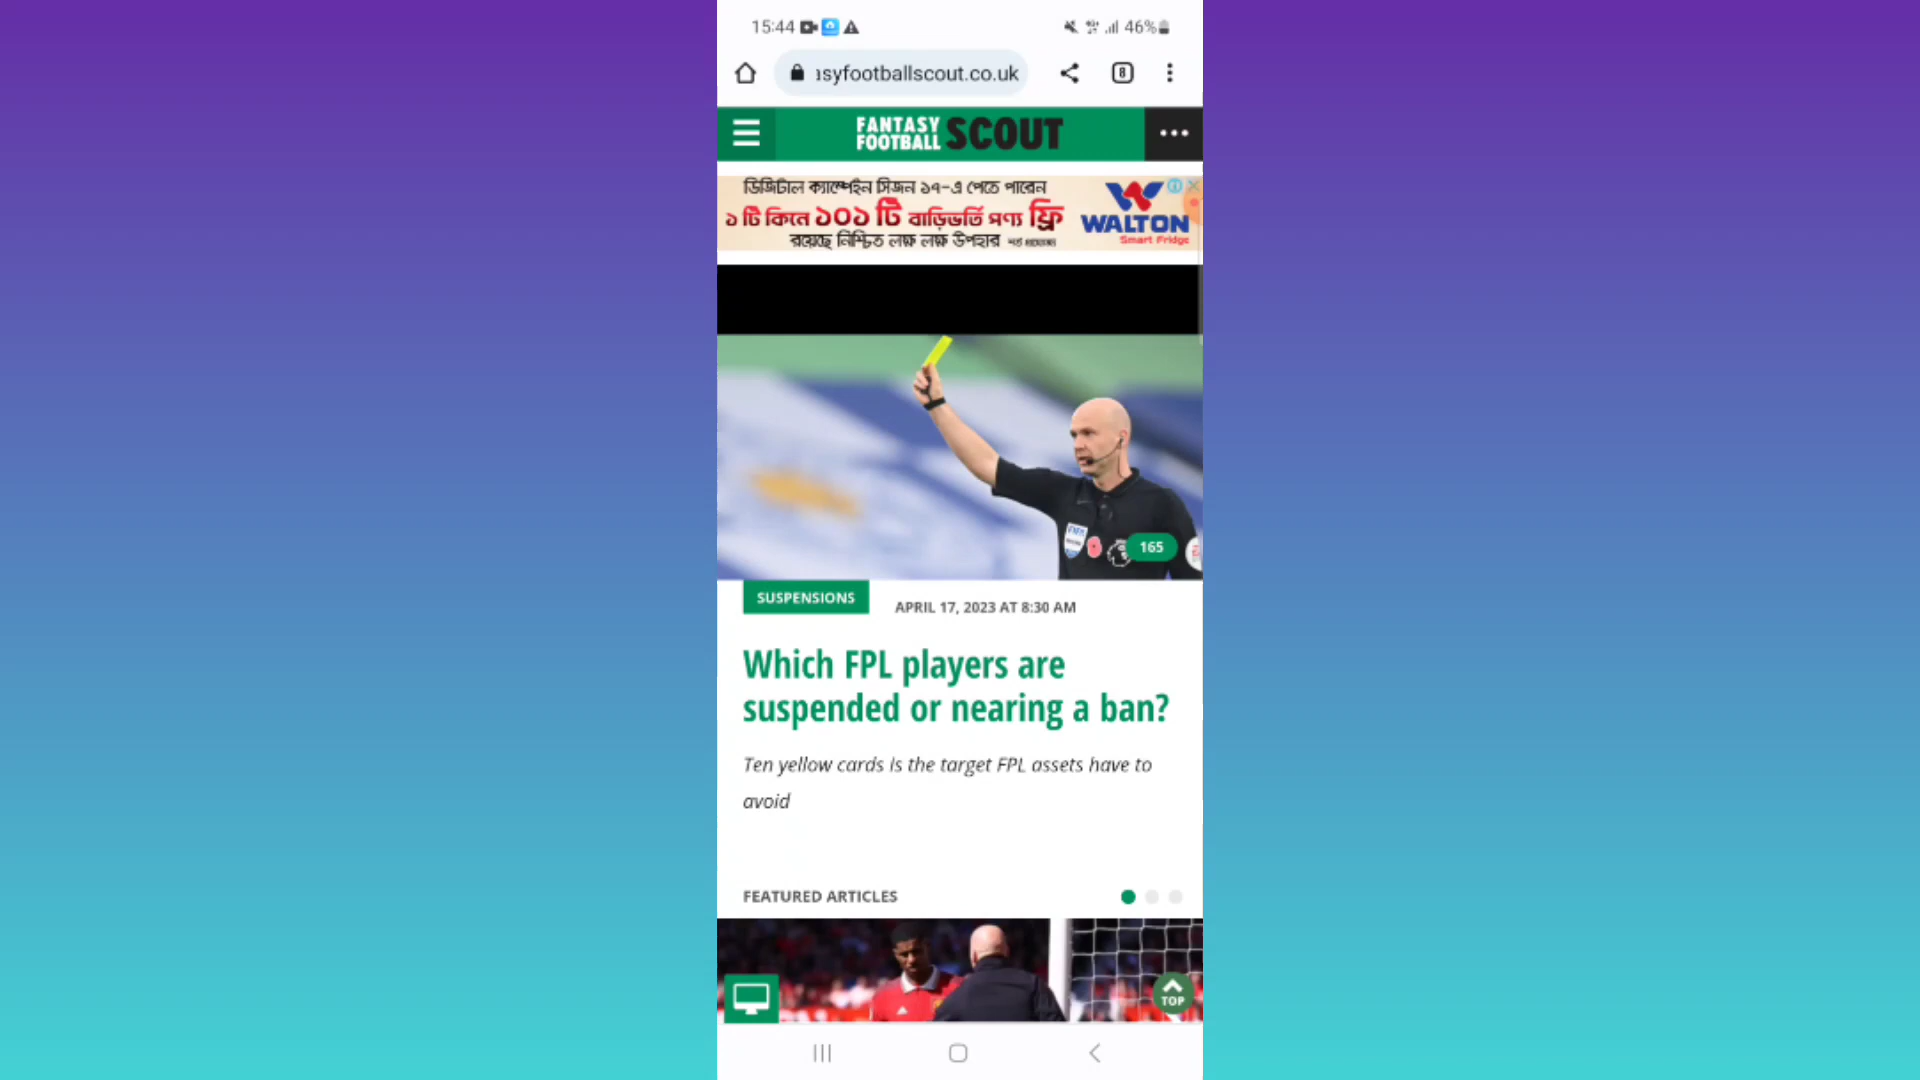 15:44
46%
asyfootballscout.co.uk
8
FANTASY
FOOTBALL SCOUT
ডিজিটাল ক্যাম্পেইন সিজন ১৭-এ পেতে পারেন
১ টি কিনে ১০১ টি বাড়িভর্তি পণ্য ফ্রি
রয়েছে নিশ্চিত লক্ষ লক্ষ উপহার
WALTON
Smart Fridge
165
SUSPENSIONS
APRIL 17, 2023 AT 8:30 AM
Which FPL players are
suspended or nearing a ban?
Ten yellow cards is the target FPL assets have to
avoid
FEATURED ARTICLES
TOP